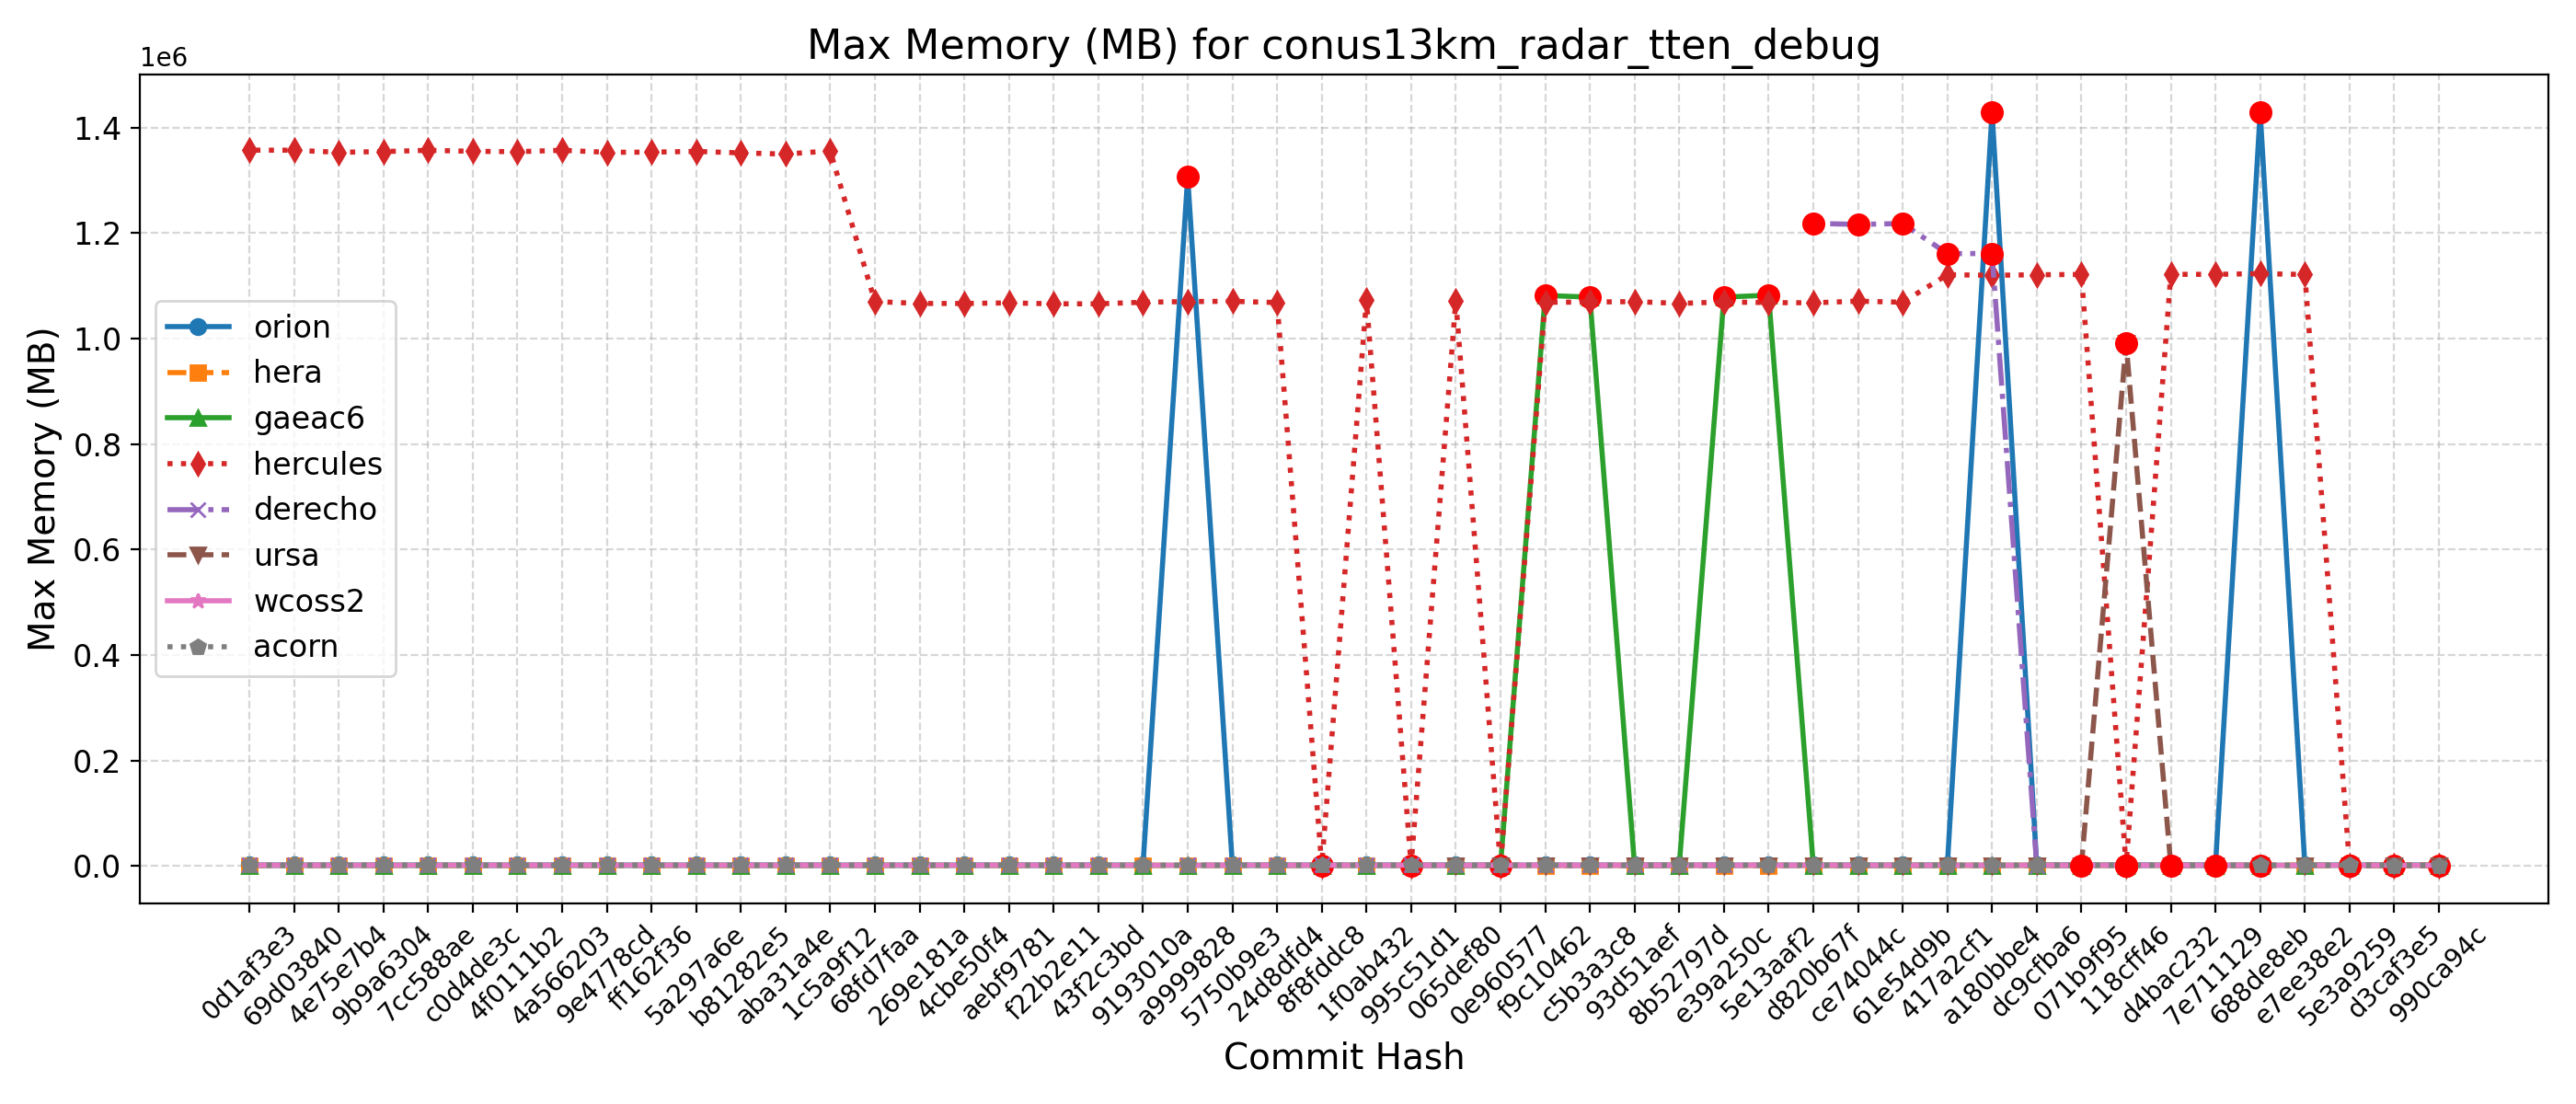 Max Memory (MB) for conus13km_radar_tten_debug
1e6
1.4
1.2
1.0
0.8
0.6
0.4
0.2
0.0
Max Memory (MB)
orion
hera
gaeac6
hercules
derecho
ursa
wcoss2
acorn
0d1af3e3
69d03840
4e75e7b4
9b9a6304
7cc588ae
c0d4de3c
4f0111b2
4a566203
9e4778cd
ff162f36
5a297a6e
b81282e5
aba31a4e
1c5a9f12
68fd7faa
269e181a
4cbe50f4
aebf9781
f22b2e11
43f2c3bd
9193010a
a9999828
5750b9e3
24d8dfd4
8f8fddc8
1f0ab432
995c51d1
065def80
0e960577
f9c10462
c5b3a3c8
93d51aef
8b52797d
e39a250c
5e13aaf2
d820b67f
ce74044c
61e54d9b
417a2cf1
a180bbe4
dc9cfba6
071b9f95
118cff46
d4bac232
7e711129
688de8eb
e7ee38e2
5e3a9259
d3caf3e5
990ca94c
Commit Hash